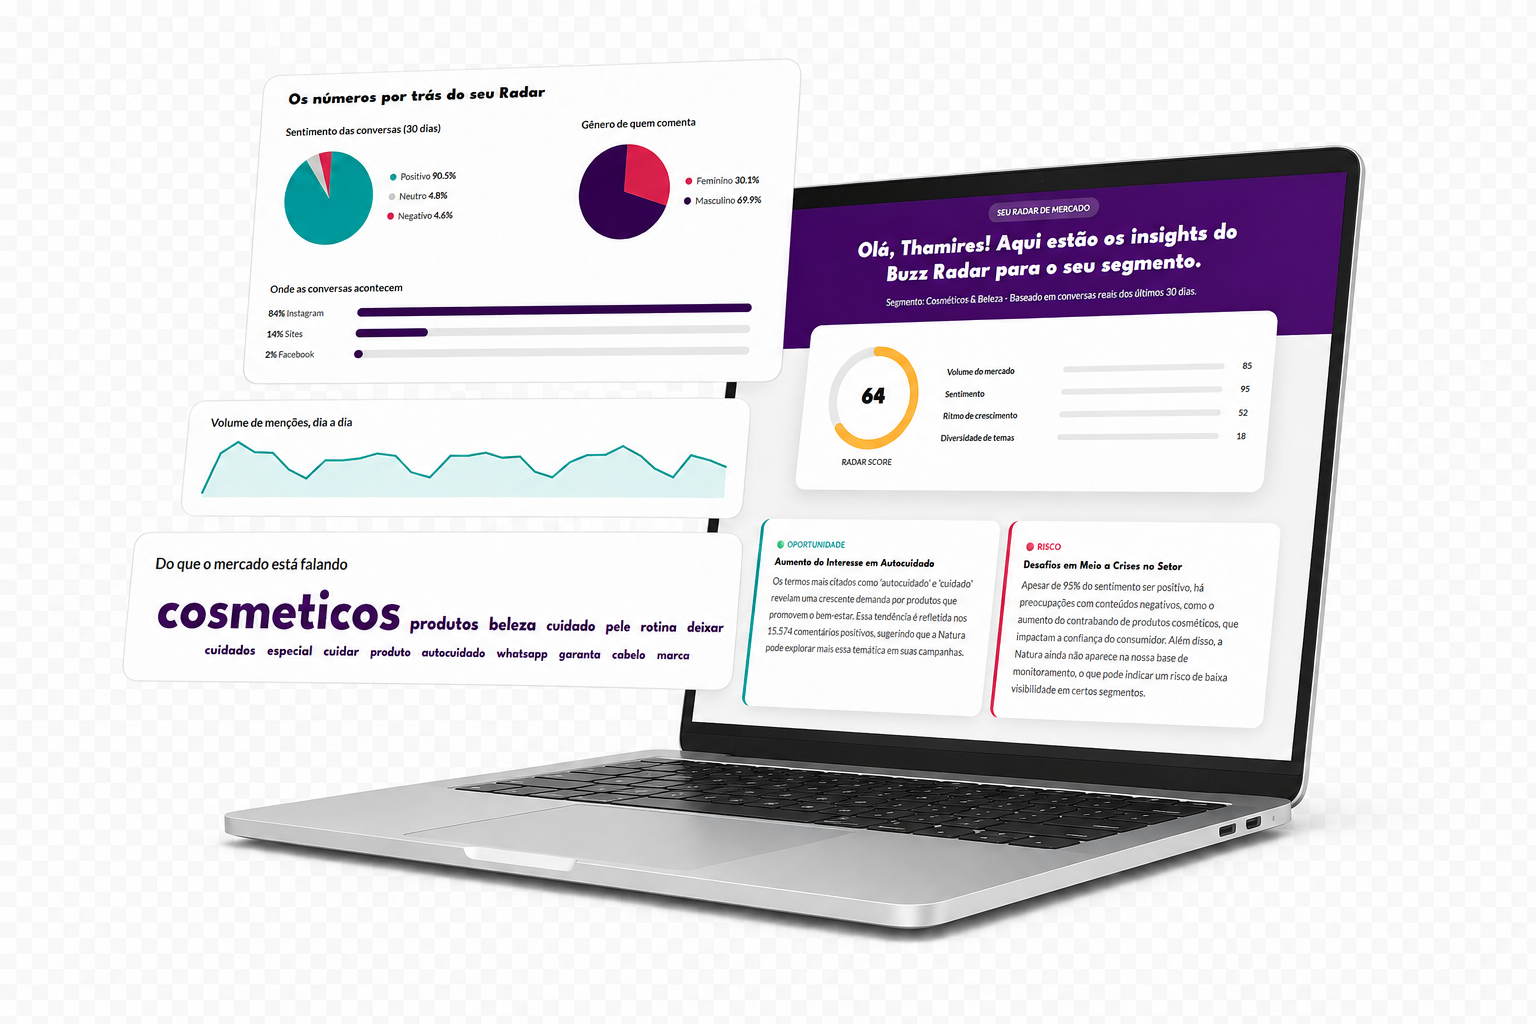 Os números por trás do seu Radar
Sentimento das conversas (30 dias)
Positivo 90.5%
Neutro 4.8%
Negativo 4.6%
Gênero de quem comenta
Feminino 30.1%
Masculino 69.9%
Onde as conversas acontecem
84% Instagram
14% Sites
2% Facebook
Volume de menções, dia a dia
Do que o mercado está falando
cosmeticos produtos beleza cuidado pele rotina deixar
cuidados especial cuidar produto autocuidado whatsapp garanta cabelo marca
SEU RADAR DE MERCADO
Olá, Thamires! Aqui estão os insights do
Buzz Radar para o seu segmento.
Segmento: Cosméticos & Beleza - Baseado em conversas reais dos últimos 30 dias.
64
RADAR SCORE
Volume do mercado 85
Sentimento 95
Ritmo de crescimento 52
Diversidade de temas 18
OPORTUNIDADE
Aumento do Interesse em Autocuidado
Os termos mais citados como 'autocuidado' e 'cuidado'
revelam uma crescente demanda por produtos que
promovem o bem-estar. Essa tendência é refletida nos
15.574 comentários positivos, sugerindo que a Natura
pode explorar mais essa temática em suas campanhas.
RISCO
Desafios em Meio a Crises no Setor
Apesar de 95% do sentimento ser positivo, há
preocupações com conteúdos negativos, como o
aumento do contrabando de produtos cosméticos, que
impactam a confiança do consumidor. Além disso, a
Natura ainda não aparece na nossa base de
monitoramento, o que pode indicar um risco de baixa
visibilidade em certos segmentos.